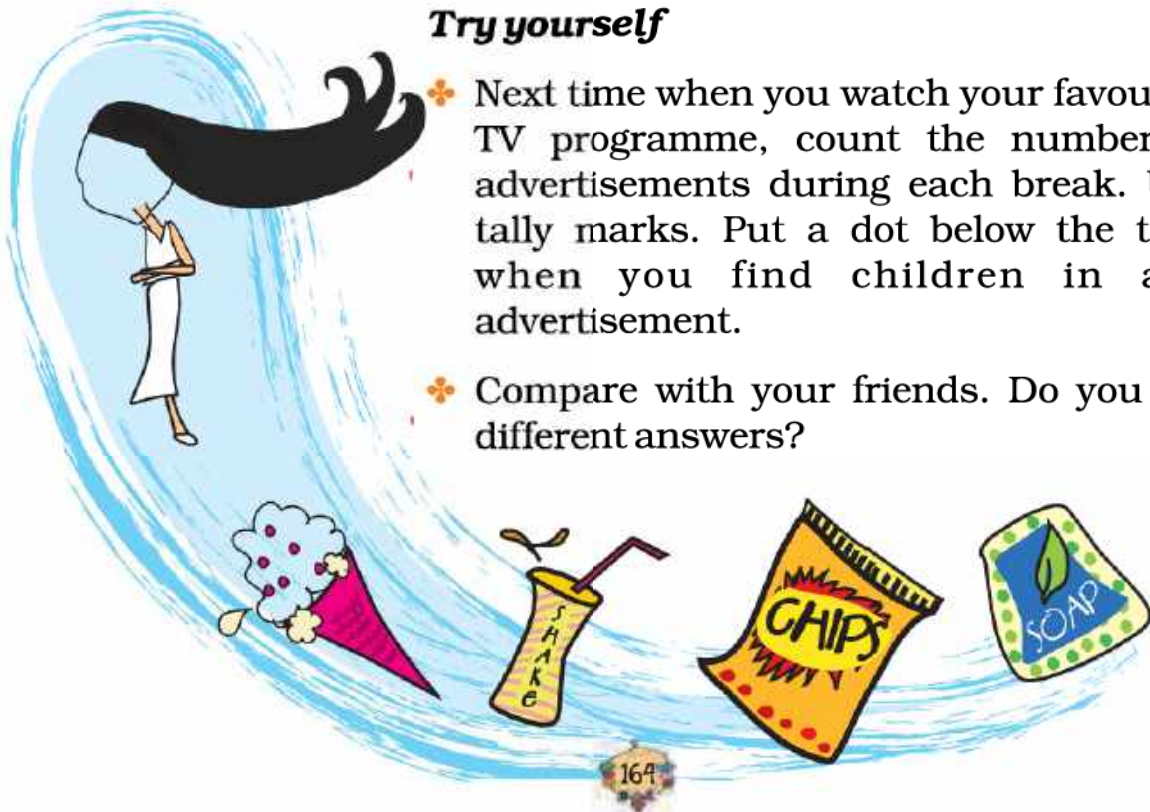 Try yourself
Next time when you watch your favou
TV programme, count the number
advertisements during each break.
tally marks. Put a dot below the t
when you find children in a
advertisement.
Compare with your friends. Do you
different answers?
SHAKe
CHIPS
SOAP
164